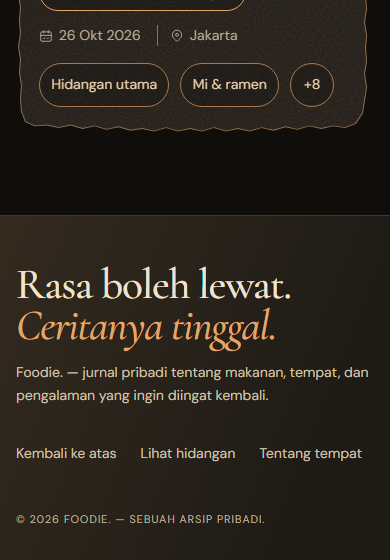 26 Okt 2026
Jakarta
Hidangan utama
Mi & ramen
+8
Rasa boleh lewat.
Ceritanya tinggal.
Foodie. — jurnal pribadi tentang makanan, tempat, dan
pengalaman yang ingin diingat kembali.
Kembali ke atas
Lihat hidangan
Tentang tempat
© 2026 FOODIE. — SEBUAH ARSIP PRIBADI.